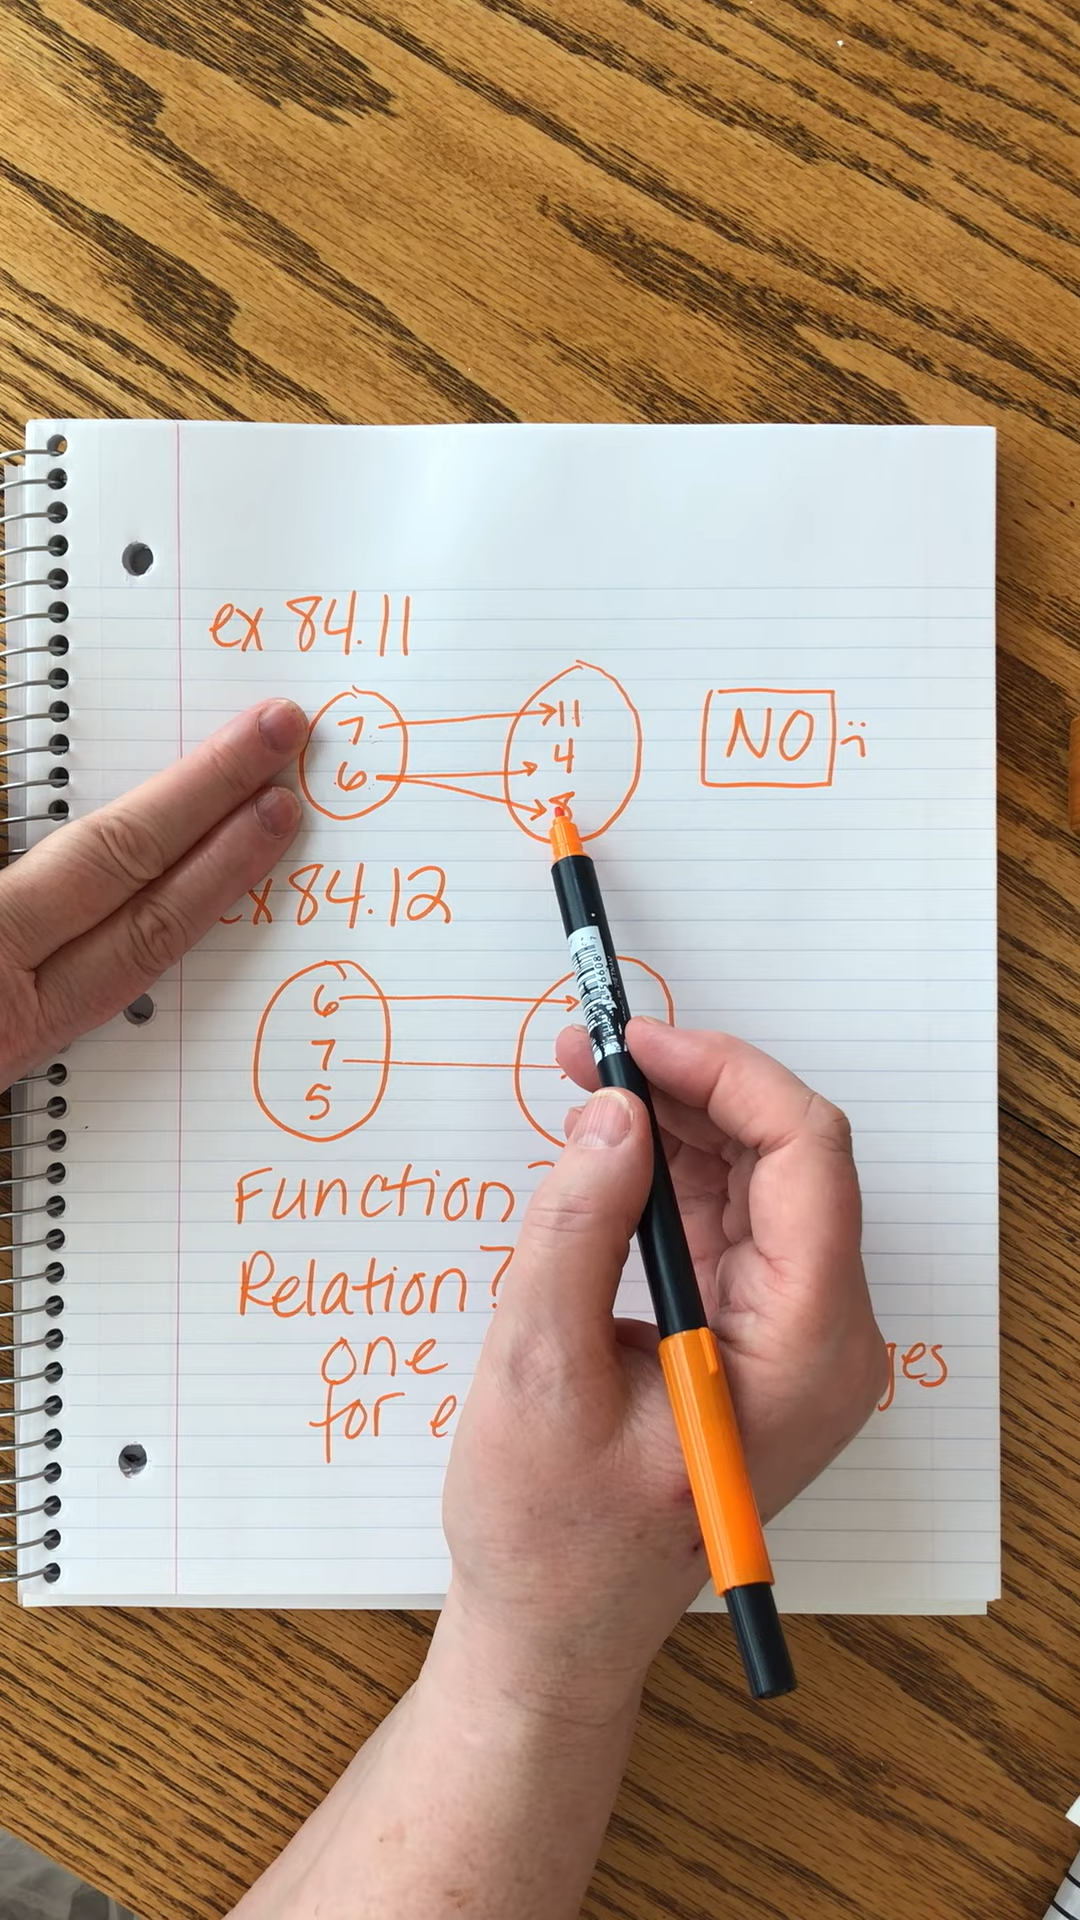 ex 84.11
7 11
6 4
8
NO :(
ex 84.12
6
7
5
Function
Relation?
one
for